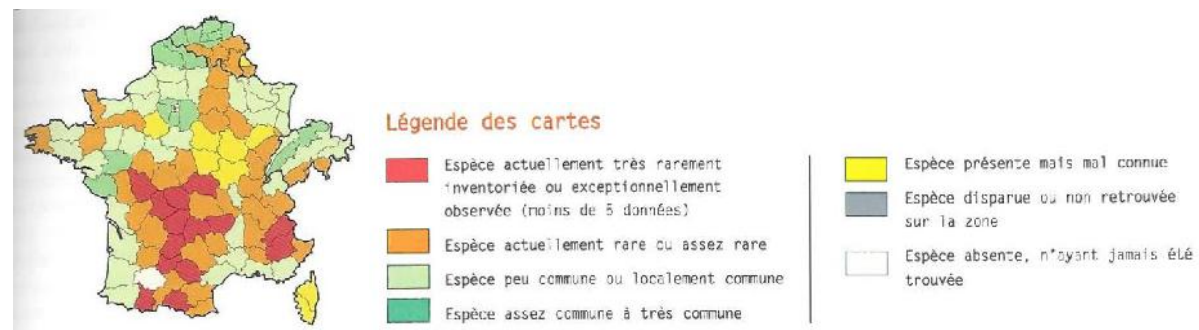 Légende des cartes
Espèce actuellement très rarement
inventoriée ou exceptionnellement
observée (moins de 5 données)
Espèce actuellement rare ou assez rare
Espèce peu commune ou localement commune
Espèce assez commune à très commune
Espèce présente mais mal connue
Espèce disparue ou non retrouvée
sur la zone
Espèce absente, n'ayant jamais été
trouvée